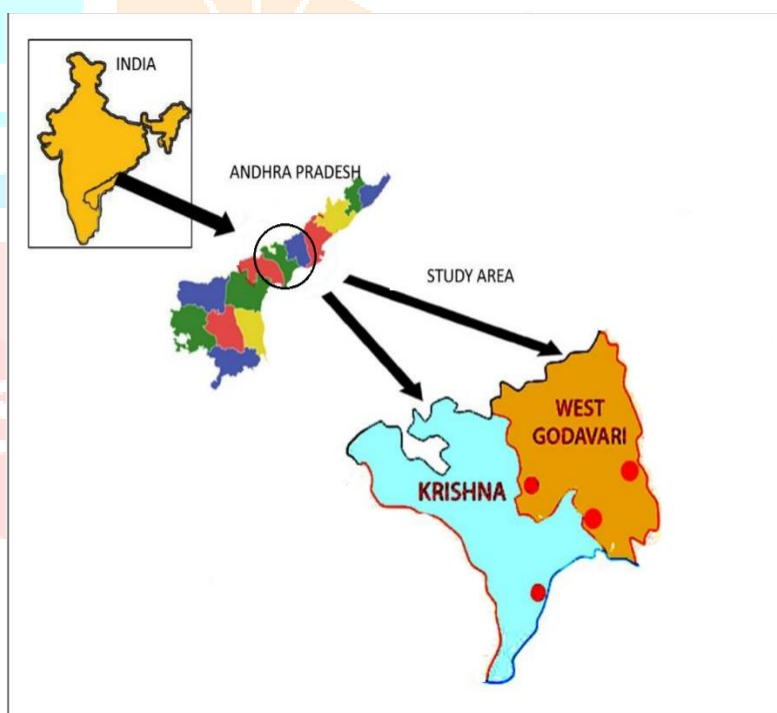 INDIA
ANDHRA PRADESH
STUDY AREA
WEST
GODAVARI
KRISHNA